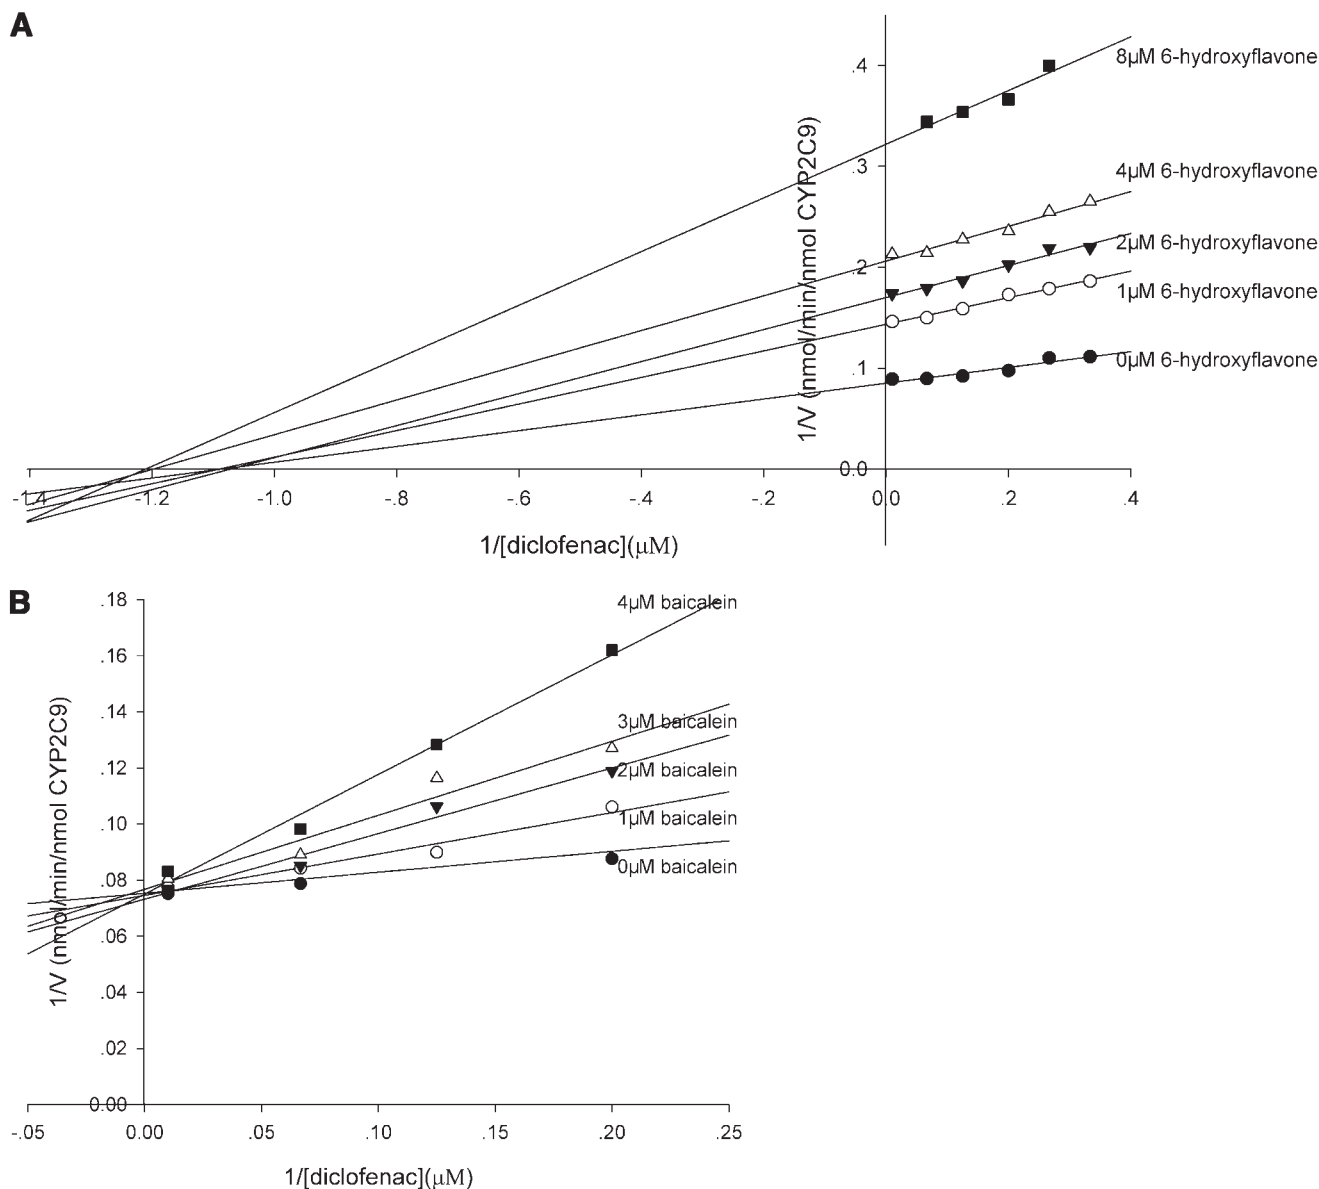 A
.4
.3
.2
.1
0.0
1/V (nmol/min/nmol CYP2C9)
8µM 6-hydroxyflavone
4µM 6-hydroxyflavone
2µM 6-hydroxyflavone
1µM 6-hydroxyflavone
0µM 6-hydroxyflavone
-1.4 -1.2 -1.0 -.8 -.6 -.4 -.2 0.0 .2 .4
1/[diclofenac](µM)
B
.18
.16
.14
.12
.10
.08
.06
.04
.02
0.00
1/V (nmol/min/nmol CYP2C9)
4µM baicalein
3µM baicalein
2µM baicalein
1µM baicalein
0µM baicalein
-.05 0.00 .05 .10 .15 .20 .25
1/[diclofenac](µM)